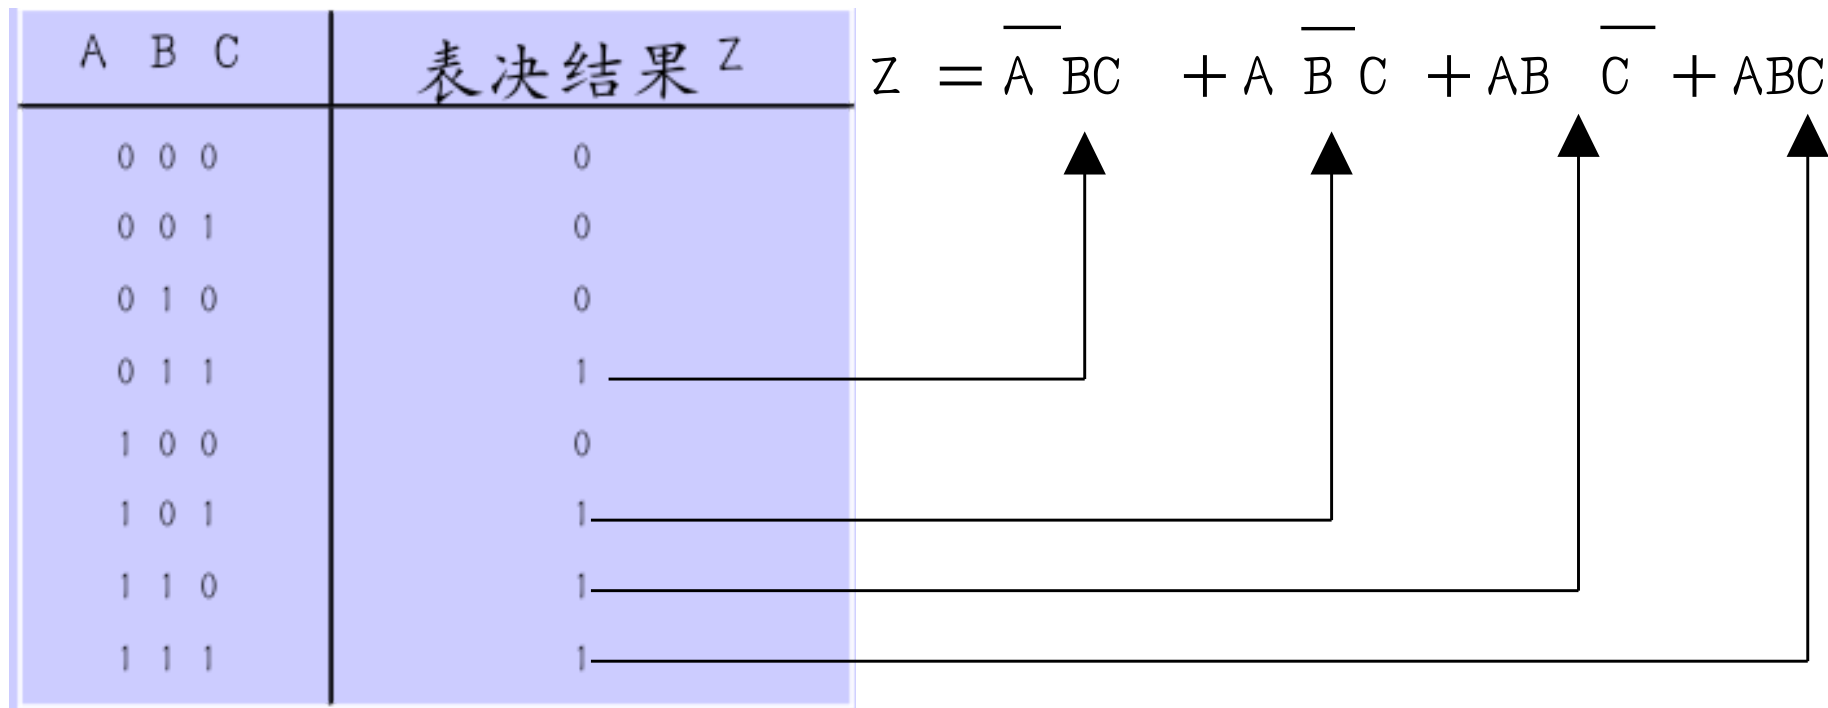 A B C 表决结果 Z
Z = A̅ BC + A B̅ C + AB C̅ + ABC
0 0 0 0
0 0 1 0
0 1 0 0
0 1 1 1
1 0 0 0
1 0 1 1
1 1 0 1
1 1 1 1